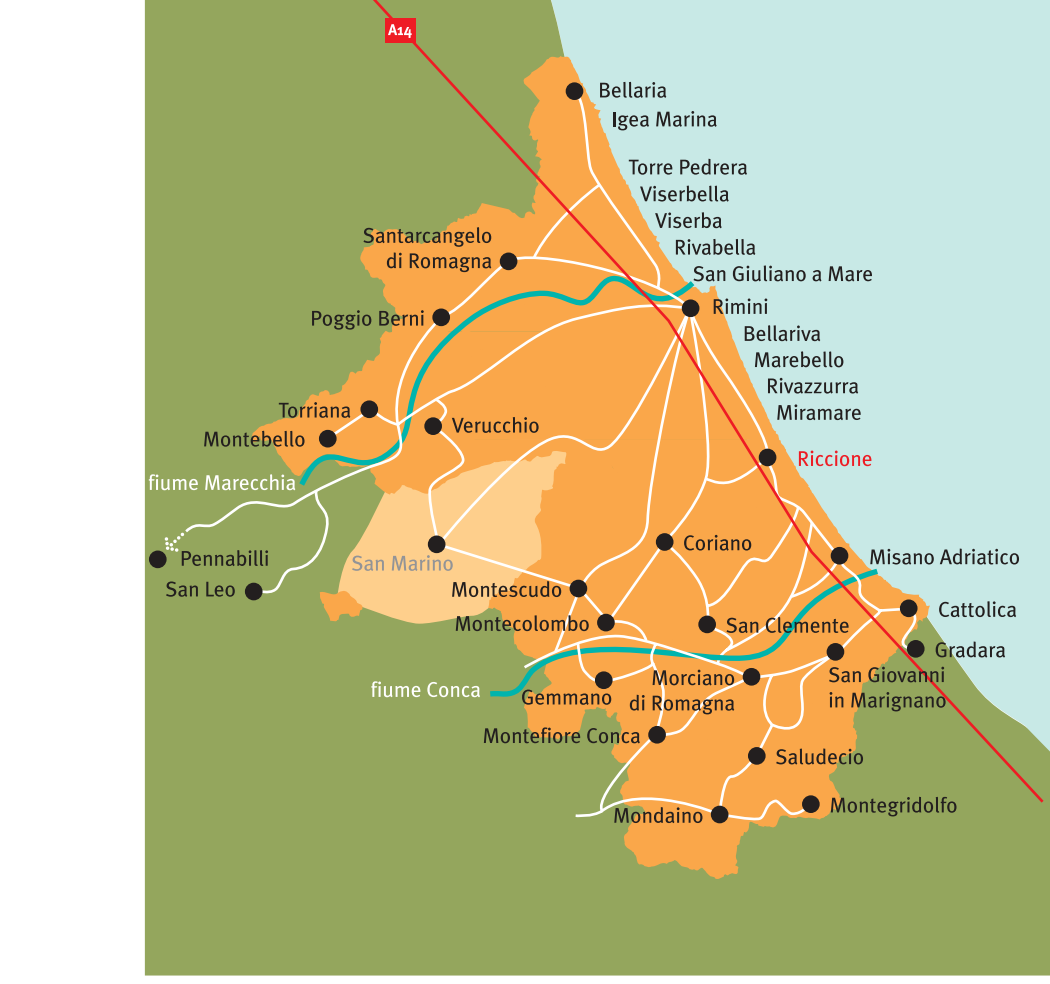 A14
Bellaria
Igea Marina
Torre Pedrera
Viserbella
Viserba
Rivabella
San Giuliano a Mare
Santarcangelo
di Romagna
Rimini
Poggio Berni
Bellariva
Marebello
Rivazzurra
Miramare
Torriana
Verucchio
Montebello
Riccione
fiume Marecchia
Coriano
Misano Adriatico
Pennabilli
San Marino
San Leo
Montescudo
Cattolica
Montecolombo
San Clemente
Gradara
San Giovanni
in Marignano
Morciano
di Romagna
fiume Conca
Gemmano
Montefiore Conca
Saludecio
Montegridolfo
Mondaino